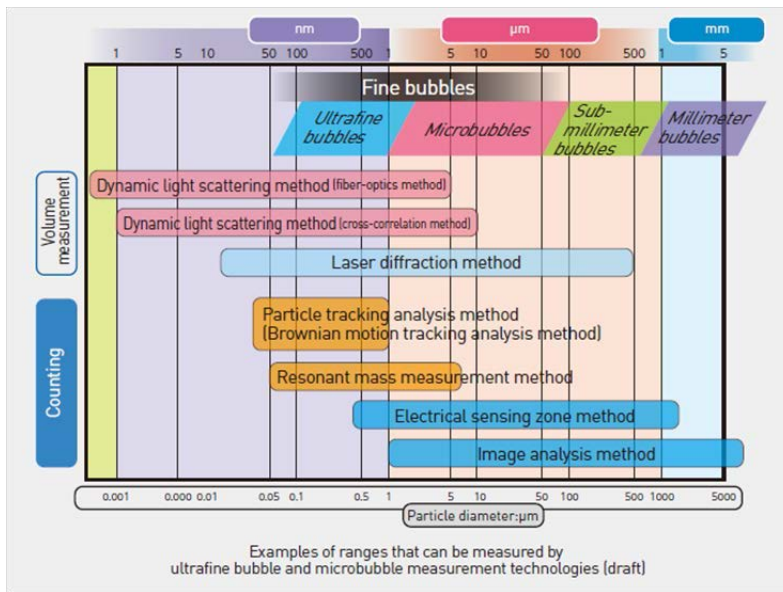 nm
µm
mm
1 5 10 50 100 500 1 5 10 50 100 500 1 5
Fine bubbles
Ultrafine
bubbles
Microbubbles
Sub-
millimeter
bubbles
Millimeter
bubbles
Volume
measurement
Dynamic light scattering method (fiber-optics method)
Dynamic light scattering method (cross-correlation method)
Laser diffraction method
Counting
Particle tracking analysis method
(Brownian motion tracking analysis method)
Resonant mass measurement method
Electrical sensing zone method
Image analysis method
0.001 0.000 0.01 0.05 0.1 0.5 1 5 10 50 100 500 1000 5000
Particle diameter:µm
Examples of ranges that can be measured by
ultrafine bubble and microbubble measurement technologies (draft)